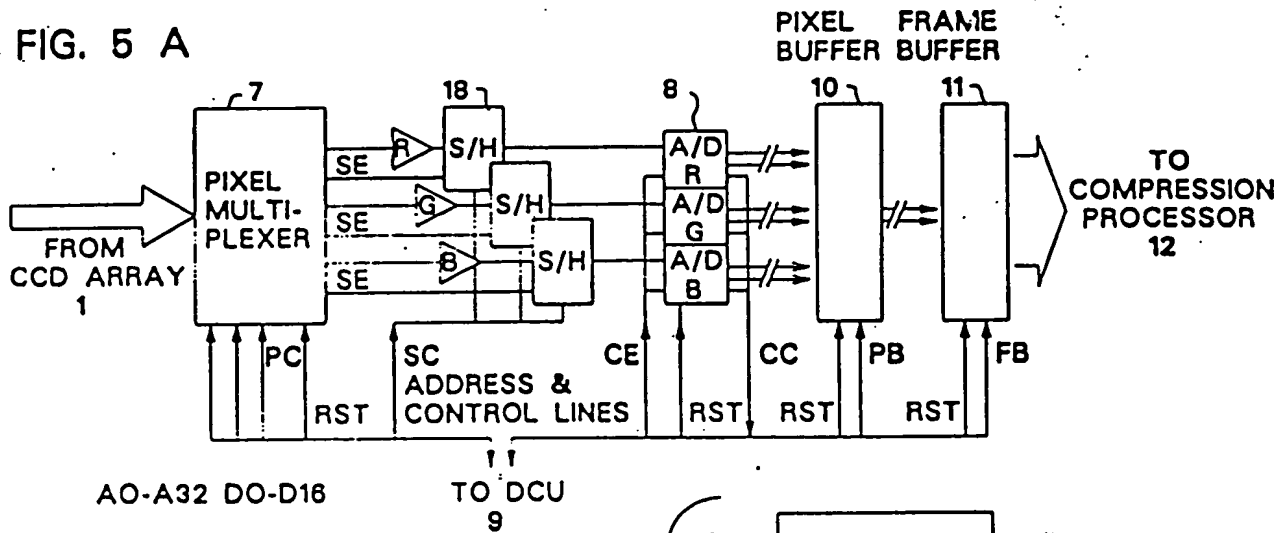 FIG. 5 A
PIXEL FRAME
BUFFER BUFFER
7
18
8
10
11
R
S/H
SE
G
S/H
SE
B
S/H
SE
PIXEL
MULTI-
PLEXER
A/D
R
A/D
G
A/D
B
FROM
CCD ARRAY
1
TO
COMPRESSION
PROCESSOR
12
PC
RST
SC
ADDRESS &
CONTROL LINES
CE
RST
CC
RST
PB
RST
FB
AO-A32 DO-D16
TO DCU
9